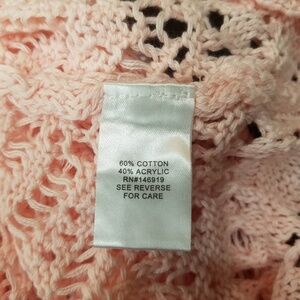 60% COTTON
40% ACRYLIC
RN#146919
SEE REVERSE
FOR CARE